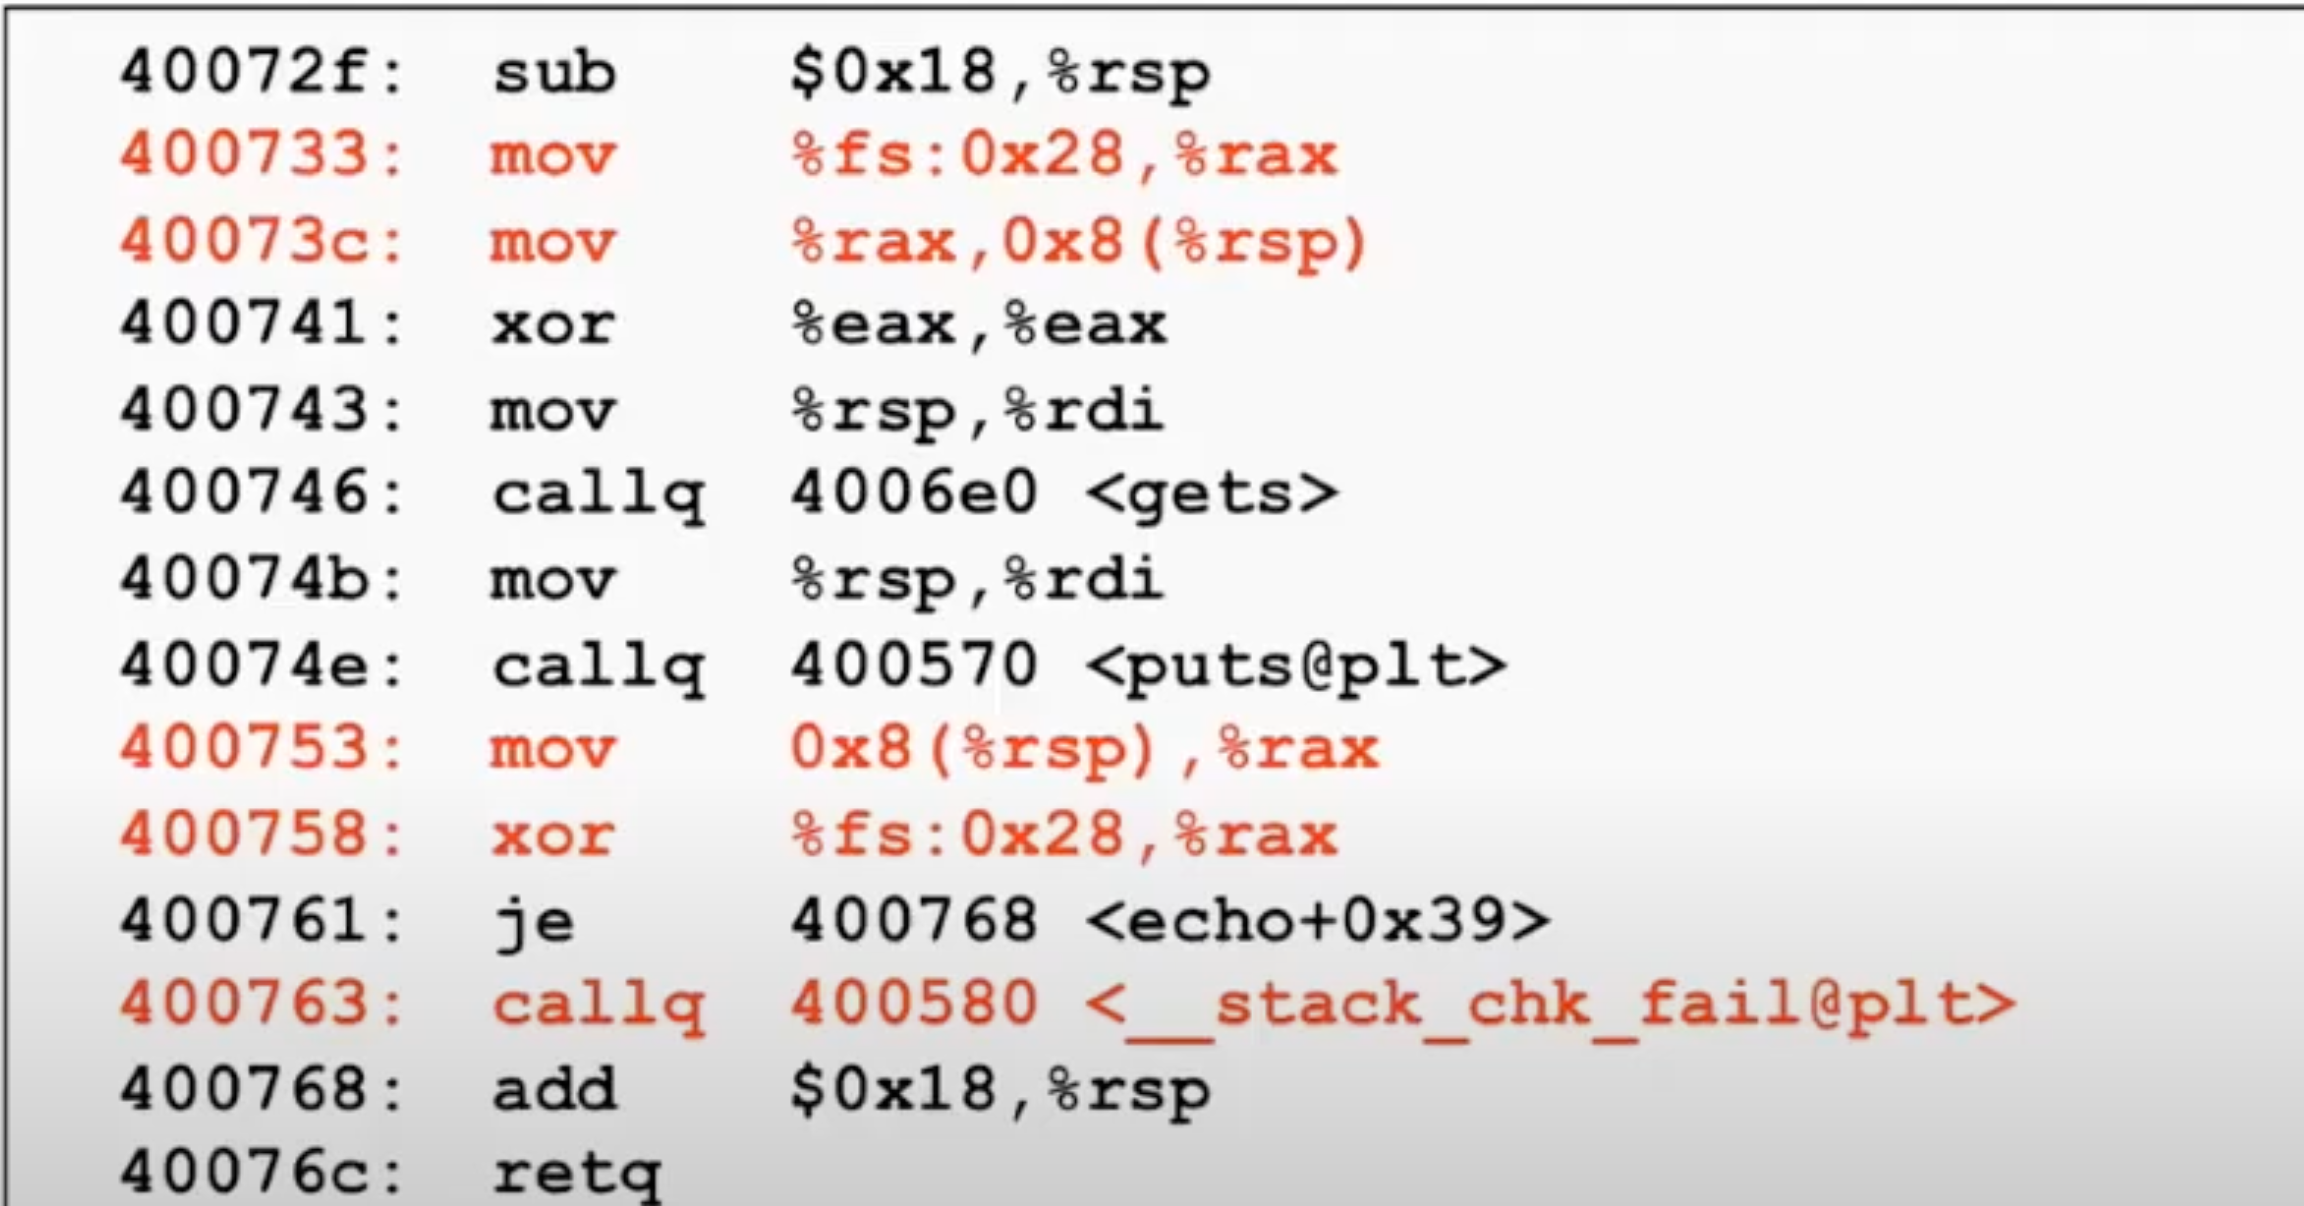 40072f: sub $0x18,%rsp
400733: mov %fs:0x28,%rax
40073c: mov %rax,0x8(%rsp)
400741: xor %eax,%eax
400743: mov %rsp,%rdi
400746: callq 4006e0 <gets>
40074b: mov %rsp,%rdi
40074e: callq 400570 <puts@plt>
400753: mov 0x8(%rsp),%rax
400758: xor %fs:0x28,%rax
400761: je 400768 <echo+0x39>
400763: callq 400580 <__stack_chk_fail@plt>
400768: add $0x18,%rsp
40076c: retq